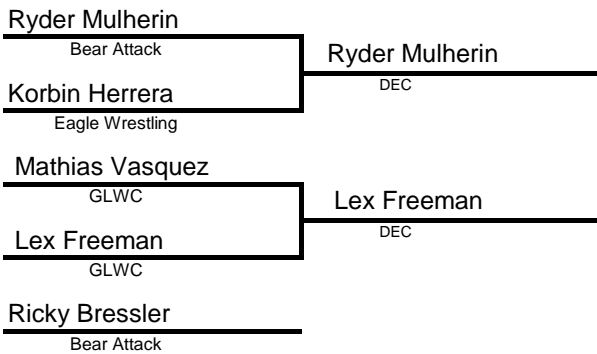 Ryder Mulherin
Bear Attack
Ryder Mulherin
DEC
Korbin Herrera
Eagle Wrestling
Mathias Vasquez
GLWC
Lex Freeman
DEC
Lex Freeman
GLWC
Ricky Bressler
Bear Attack